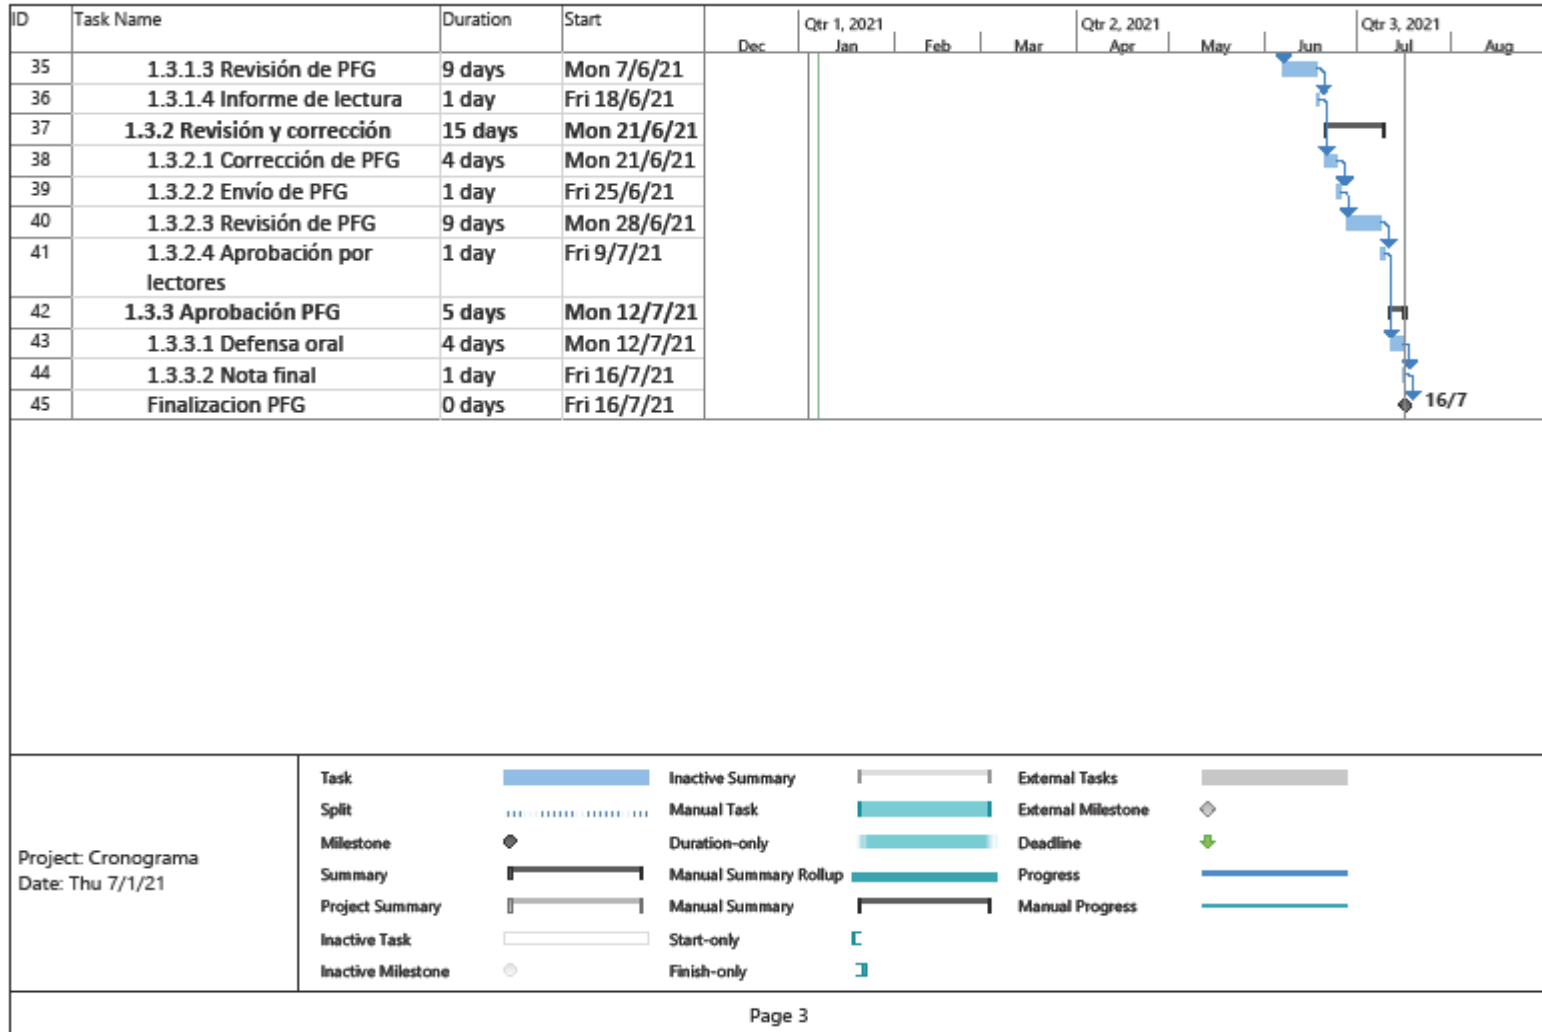 ID Task Name Duration Start Qtr 1, 2021 Qtr 2, 2021 Qtr 3, 2021
Dec Jan Feb Mar Apr May Jun Jul Aug
35 1.3.1.3 Revisión de PFG 9 days Mon 7/6/21
36 1.3.1.4 Informe de lectura 1 day Fri 18/6/21
37 1.3.2 Revisión y corrección 15 days Mon 21/6/21
38 1.3.2.1 Corrección de PFG 4 days Mon 21/6/21
39 1.3.2.2 Envío de PFG 1 day Fri 25/6/21
40 1.3.2.3 Revisión de PFG 9 days Mon 28/6/21
41 1.3.2.4 Aprobación por 1 day Fri 9/7/21
lectores
42 1.3.3 Aprobación PFG 5 days Mon 12/7/21
43 1.3.3.1 Defensa oral 4 days Mon 12/7/21
44 1.3.3.2 Nota final 1 day Fri 16/7/21
45 Finalizacion PFG 0 days Fri 16/7/21 16/7
Project: Cronograma
Date: Thu 7/1/21
Task Inactive Summary External Tasks
Split Manual Task External Milestone
Milestone Duration-only Deadline
Summary Manual Summary Rollup Progress
Project Summary Manual Summary Manual Progress
Inactive Task Start-only
Inactive Milestone Finish-only
Page 3